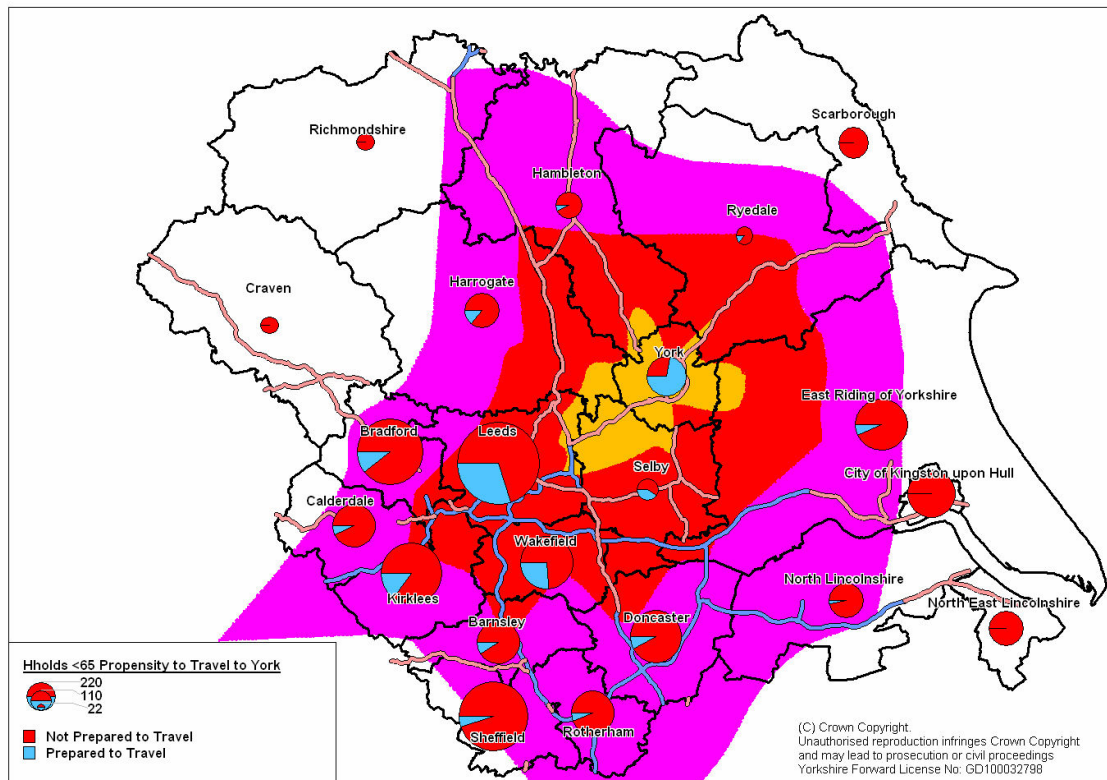 Richmondshire
Scarborough
Hambleton
Ryedale
Harrogate
Craven
York
East Riding of Yorkshire
Bradford
Leeds
Selby
City of Kingston upon Hull
Calderdale
Wakefield
North Lincolnshire
Kirklees
North East Lincolnshire
Barnsley
Doncaster
Sheffield
Rotherham
Hholds <65 Propensity to Travel to York
220
110
22
Not Prepared to Travel
Prepared to Travel
(C) Crown Copyright.
Unauthorised reproduction infringes Crown Copyright
and may lead to prosecution or civil proceedings
Yorkshire Forward License No: GD100032798